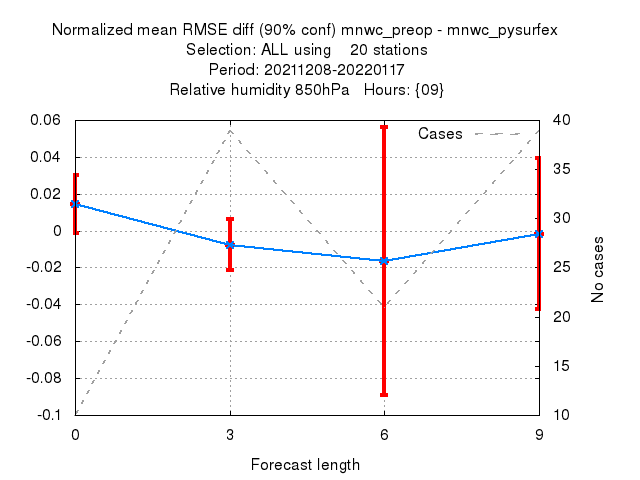 Normalized mean RMSE diff (90% conf) mnwc_preop - mnwc_pysurfex
Selection: ALL using    20 stations
Period: 20211208-20220117
Relative humidity 850hPa   Hours: {09}
0.06
0.04
0.02
0
-0.02
-0.04
-0.06
-0.08
-0.1
Cases
40
35
30
25
20
15
10
No cases
0 3 6 9
Forecast length